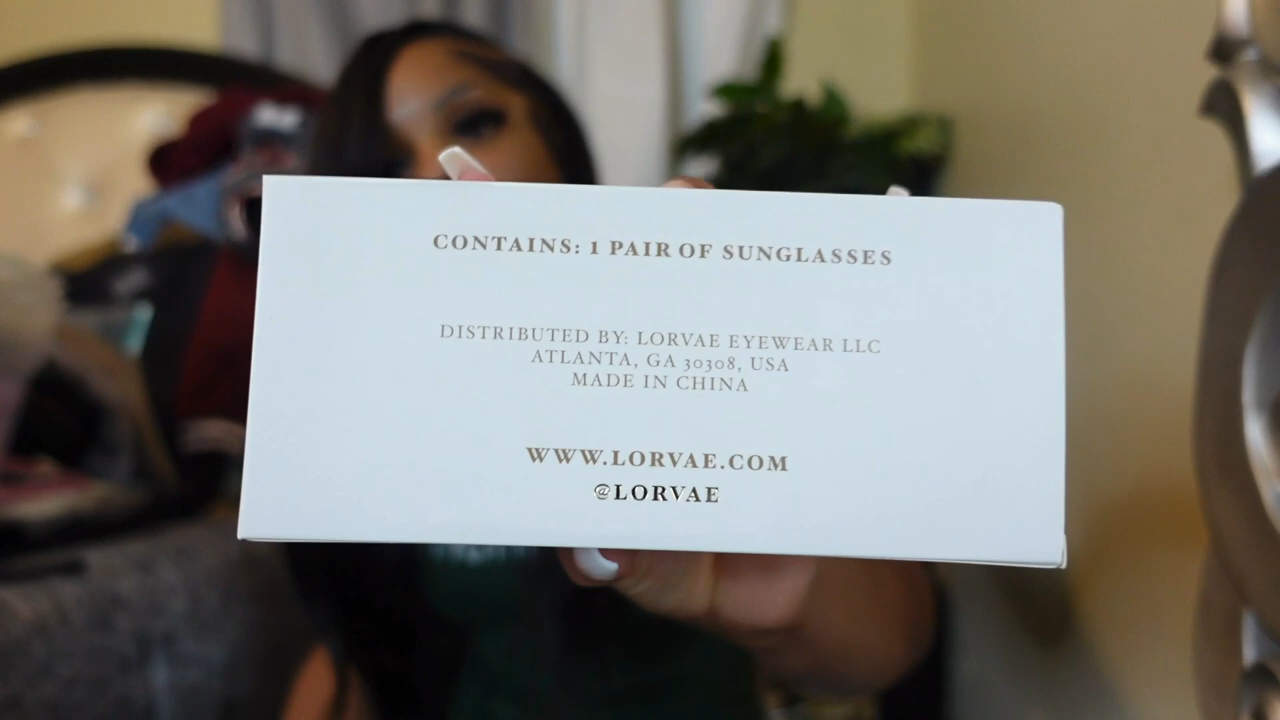 CONTAINS: 1 PAIR OF SUNGLASSES
DISTRIBUTED BY: LORVAE EYEWEAR LLC
ATLANTA, GA 30308, USA
MADE IN CHINA
WWW.LORVAE.COM
@LORVAE